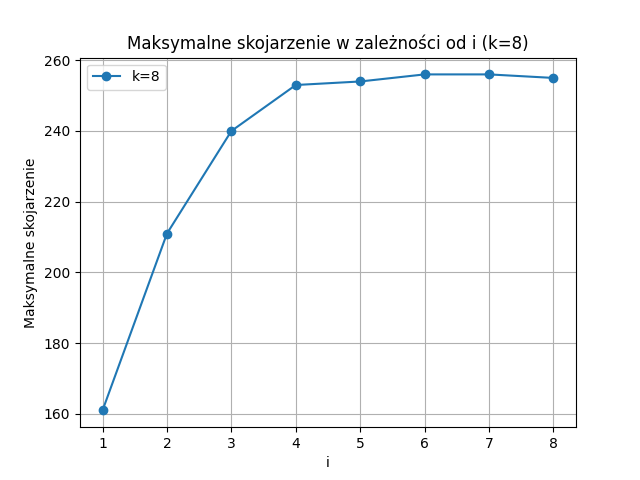 Maksymalne skojarzenie w zależności od i (k=8)
k=8
Maksymalne skojarzenie
260
240
220
200
180
160
1 2 3 4 5 6 7 8
i